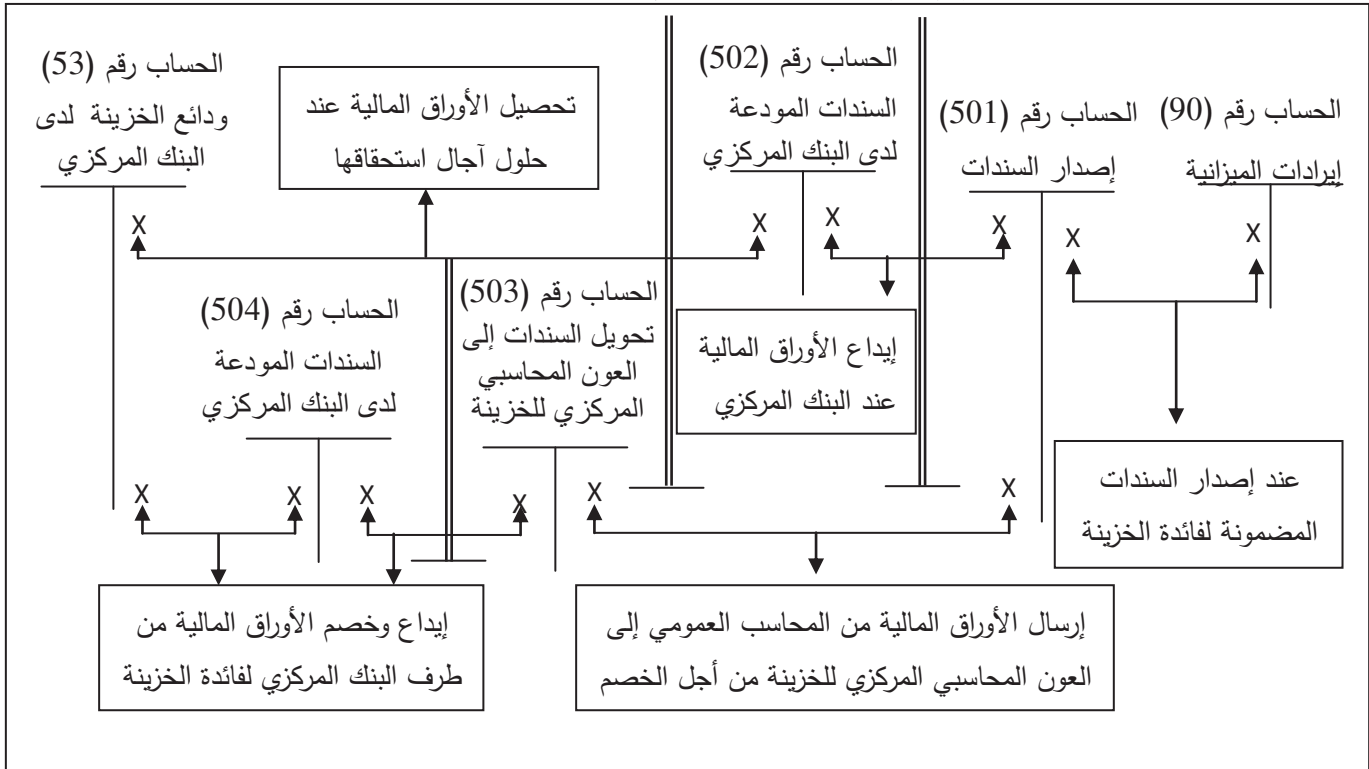 الحساب رقم (90)
إيرادات الميزانية
الحساب رقم (501)
إصدار السندات
الحساب رقم (502)
السندات المودعة
لدى البنك المركزي
تحصيل الأوراق المالية عند
حلول آجال استحقاقها
الحساب رقم (53)
ودائع الخزينة لدى
البنك المركزي
X
X
X
X
X
X
الحساب رقم (503)
تحويل السندات إلى
العون المحاسبي
المركزي للخزينة
الحساب رقم (504)
السندات المودعة
لدى البنك المركزي
إيداع الأوراق المالية
عند البنك المركزي
عند إصدار السندات
المضمونة لفائدة الخزينة
X
X
X
X
X
X
إرسال الأوراق المالية من المحاسب العمومي إلى
العون المحاسبي المركزي للخزينة من أجل الخصم
إيداع وخصم الأوراق المالية من
طرف البنك المركزي لفائدة الخزينة